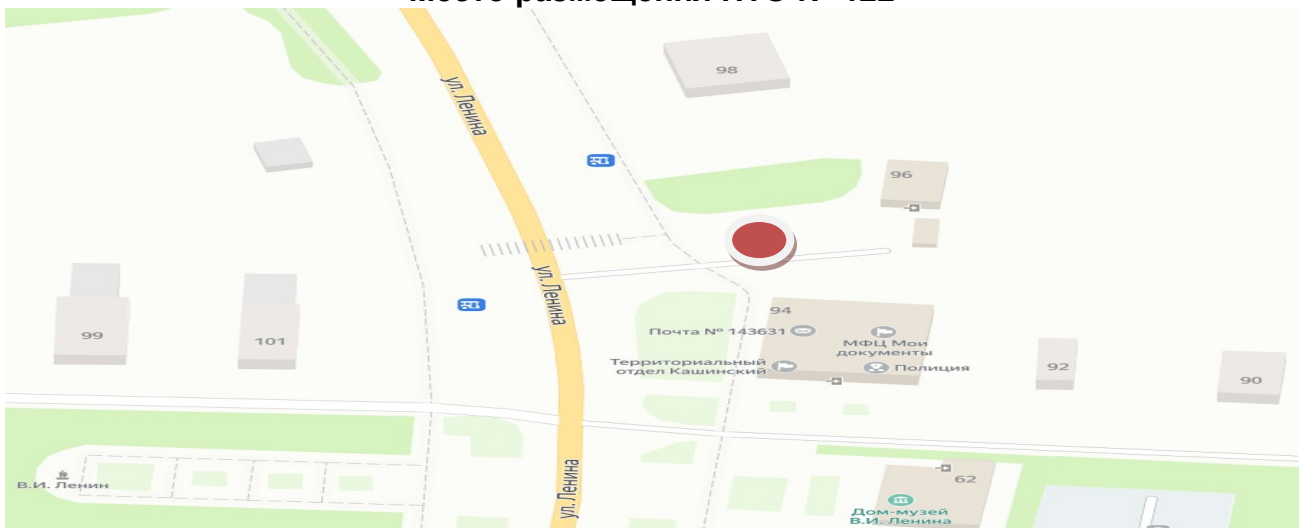 98
ул. Ленина
96
ул. Ленина
94
99
101
Почта № 143631
МФЦ Мои
документы
Территориальный
отдел Кашинский
Полиция
92
90
ул. Ленина
В.И. Ленин
62
Дом-музей
В.И. Ленина